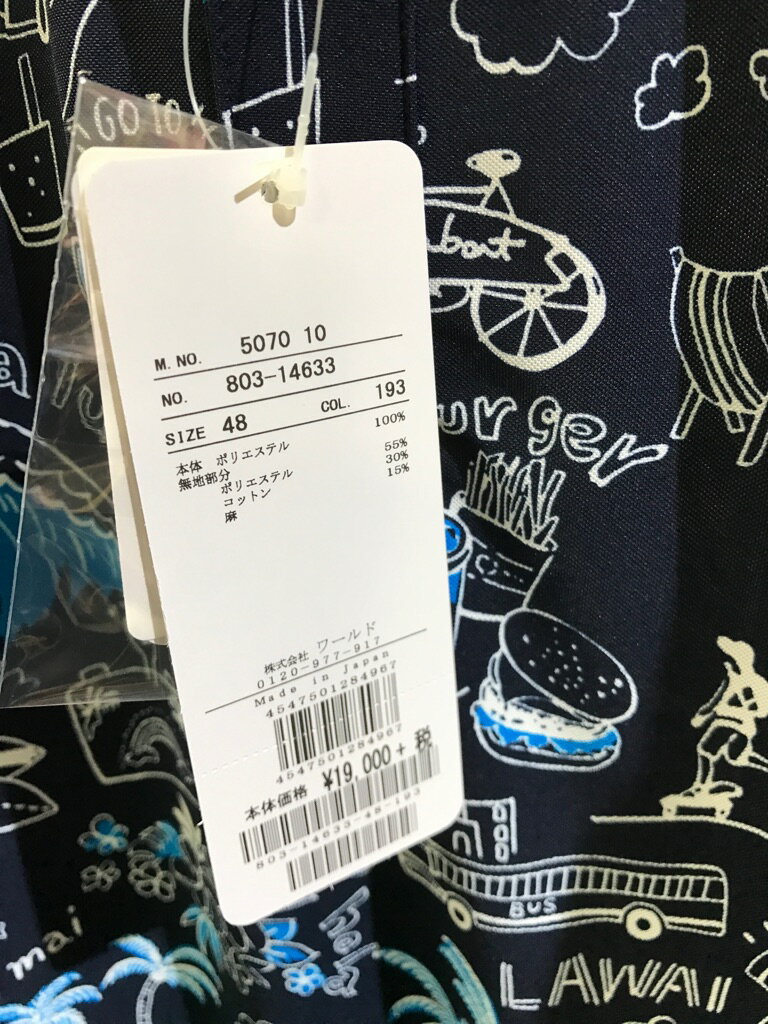 GO TO
M. NO. 5070 10
NO. 803-14633
SIZE 48 COL. 193
本体 ポリエステル 100%
無地部分
ポリエステル 55%
コットン 30%
麻 15%
株式会社 ワールド
0120-977-917
Made in Japan
4547501284967
4547501284967
本体価格 ¥19,000+税
803-14633-48-193
urger
BUS
mai
LAWAI